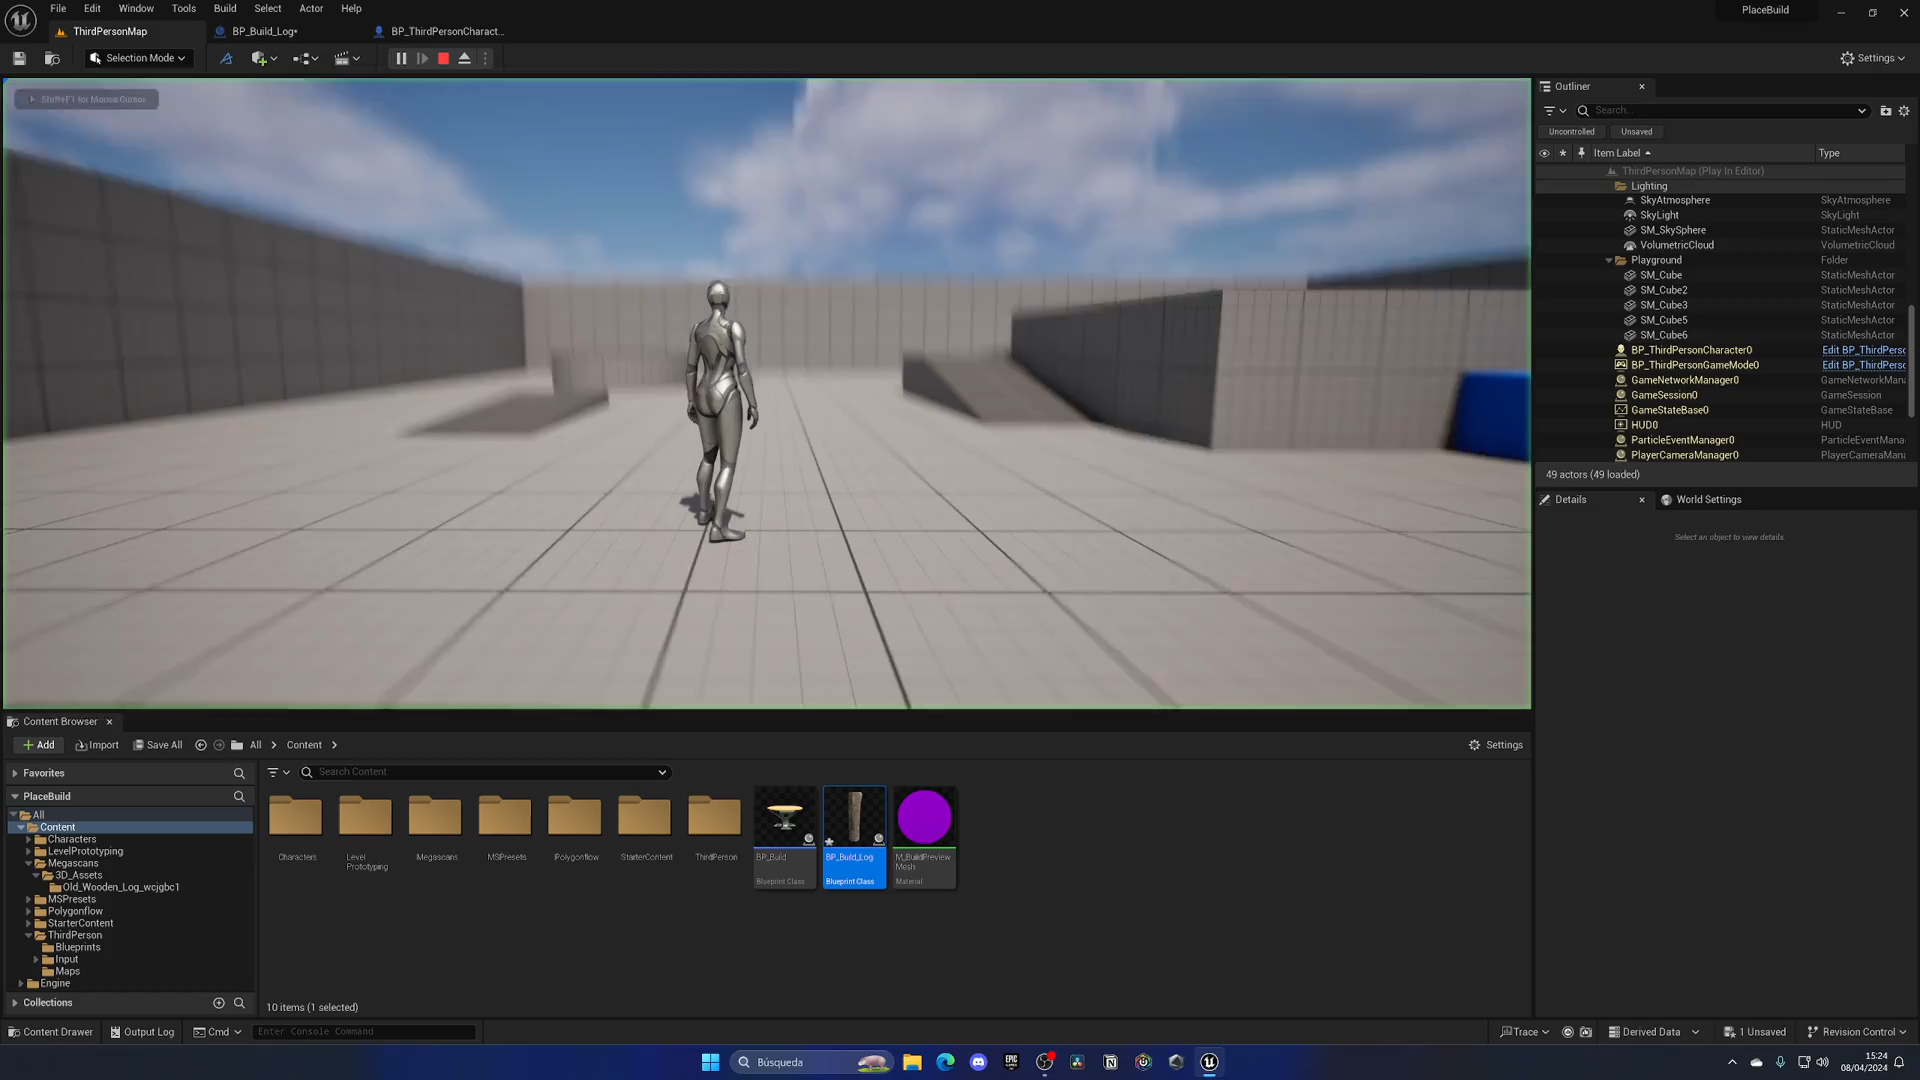 File Edit Window Tools Build Select Actor Help
PlaceBuild
ThirdPersonMap
BP_Build_Log*
BP_ThirdPersonCharact...
Selection Mode
Settings
Shift+F1 for Mouse Cursor
Outliner
Search...
Uncontrolled
Unsaved
Item Label
Type
ThirdPersonMap (Play In Editor)
Lighting
SkyAtmosphere SkyAtmosphere
SkyLight SkyLight
SM_SkySphere StaticMeshActor
VolumetricCloud VolumetricCloud
Playground Folder
SM_Cube StaticMeshActor
SM_Cube2 StaticMeshActor
SM_Cube3 StaticMeshActor
SM_Cube5 StaticMeshActor
SM_Cube6 StaticMeshActor
BP_ThirdPersonCharacter0 Edit BP_ThirdPerso
BP_ThirdPersonGameMode0 Edit BP_ThirdPerso
GameNetworkManager0 GameNetworkMana
GameSession0 GameSession
GameStateBase0 GameStateBase
HUD0 HUD
ParticleEventManager0 ParticleEventMana
PlayerCameraManager0 PlayerCameraMana
49 actors (49 loaded)
Details
World Settings
Select an object to view details.
Content Browser
Add
Import
Save All
All
Content
Settings
Favorites
Search Content
PlaceBuild
All
Content
Characters
LevelPrototyping
Megascans
3D_Assets
Old_Wooden_Log_wcjgbc1
MSPresets
Polygonflow
StarterContent
ThirdPerson
Blueprints
Input
Maps
Engine
Collections
Characters
Level
Prototyping
Megascans
MSPresets
Polygonflow
StarterContent
ThirdPerson
BP_Build
Blueprint Class
BP_Build_Log
Blueprint Class
M_BuildPreview
Mesh
Material
10 items (1 selected)
Content Drawer
Output Log
Cmd
Enter Console Command
Trace
Derived Data
1 Unsaved
Revision Control
Búsqueda
EPIC
GAMES
15:24
08/04/2024